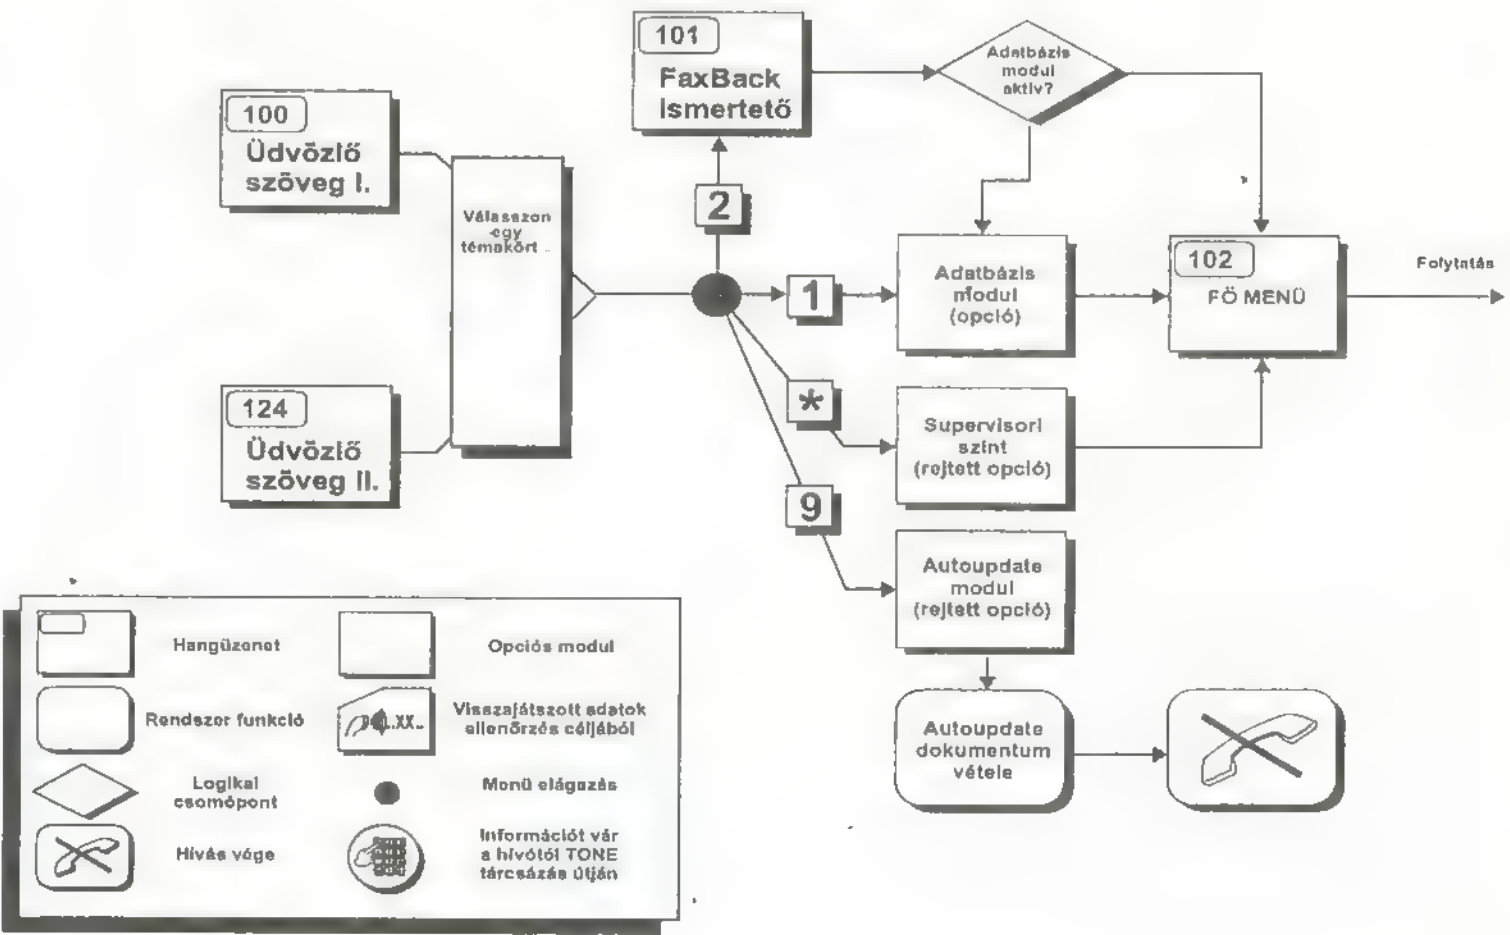 101
FaxBack
ismertető
Adatbázis
modul
aktív?
100
Üdvözlő
szöveg I.
Válasszon
egy
témakört ..
2
1
Adatbázis
modul
(opció)
102
FŐ MENÜ
Folytatás
124
Üdvözlő
szöveg II.
*
Supervisori
szint
(rejtett opció)
9
Autoupdate
modul
(rejtett opció)
Autoupdate
dokumentum
vétele
Hangüzenet
Opciós modul
Rendszer funkció
Visszajátszott adatok
ellenőrzés céljából
Logikai
csomópont
Menü elágazás
Hívás vége
Információt vár
a hívótól TONE
tárcsázás útján